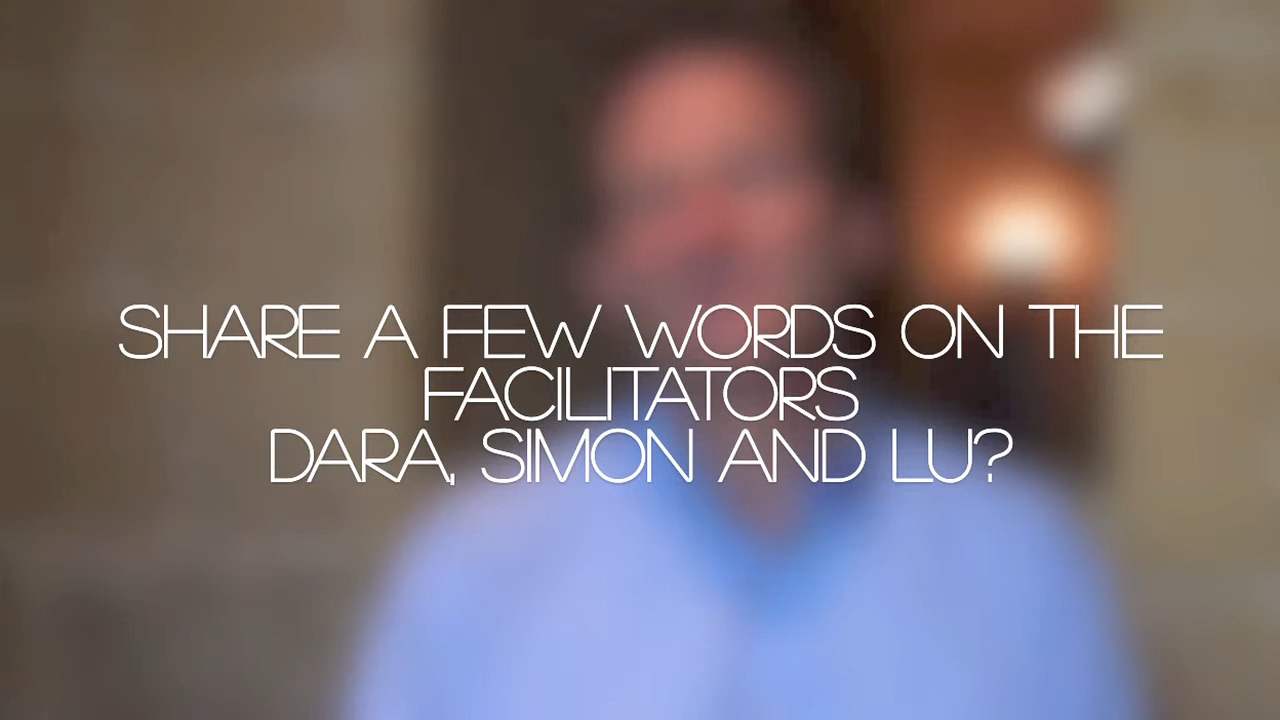 SHARE A FEW WORDS ON THE
FACILITATORS
DARA, SIMON AND LU?